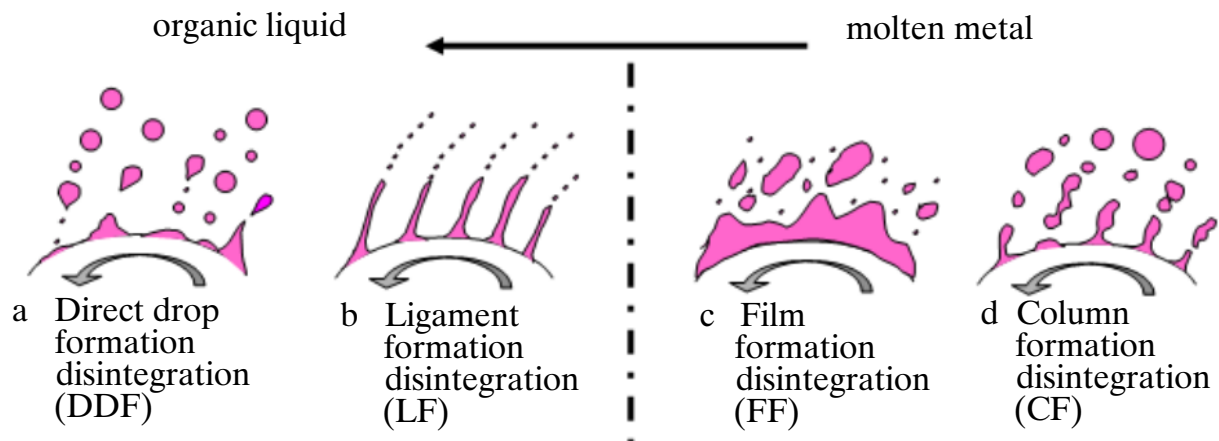 organic liquid
molten metal
a Direct drop
formation
disintegration
(DDF)
b Ligament
formation
disintegration
(LF)
c Film
formation
disintegration
(FF)
d Column
formation
disintegration
(CF)